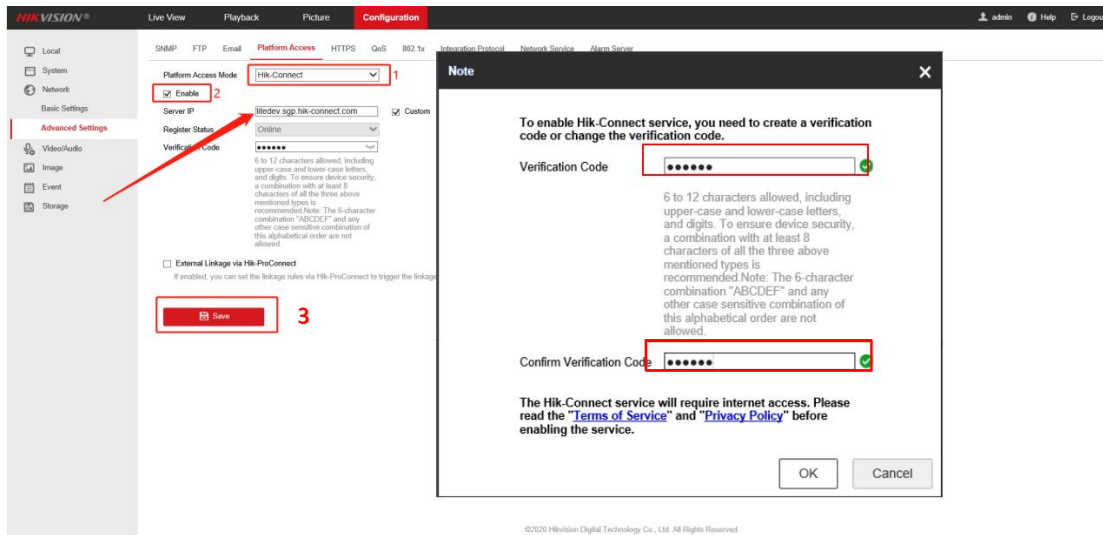 HIKVISION®
Live View Playback Picture Configuration
admin Help Logou
Local
System
Network
Basic Settings
Advanced Settings
Video/Audio
Image
Event
Storage
SNMP FTP Email Platform Access HTTPS QoS 802.1x Integration Protocol Network Service Alarm Server
Platform Access Mode Hik-Connect 1
Enable 2
Server IP litedev.sgp.hik-connect.com Custom
Register Status Online
Verification Code ●●●●●●
6 to 12 characters allowed, including
upper-case and lower-case letters,
and digits. To ensure device security,
a combination with at least 8
characters of all the three above
mentioned types is
recommended.Note: The 6-character
combination "ABCDEF" and any
other case sensitive combination of
this alphabetical order are not
allowed.
External Linkage via Hik-ProConnect
If enabled, you can set the linkage rules via Hik-ProConnect to trigger the linkage
Save 3
Note
To enable Hik-Connect service, you need to create a verification
code or change the verification code.
Verification Code ●●●●●●
6 to 12 characters allowed, including
upper-case and lower-case letters,
and digits. To ensure device security,
a combination with at least 8
characters of all the three above
mentioned types is
recommended.Note: The 6-character
combination "ABCDEF" and any
other case sensitive combination of
this alphabetical order are not
allowed.
Confirm Verification Code ●●●●●●
The Hik-Connect service will require internet access. Please
read the "Terms of Service" and "Privacy Policy" before
enabling the service.
OK Cancel
©2020 Hikvision Digital Technology Co., Ltd. All Rights Reserved.